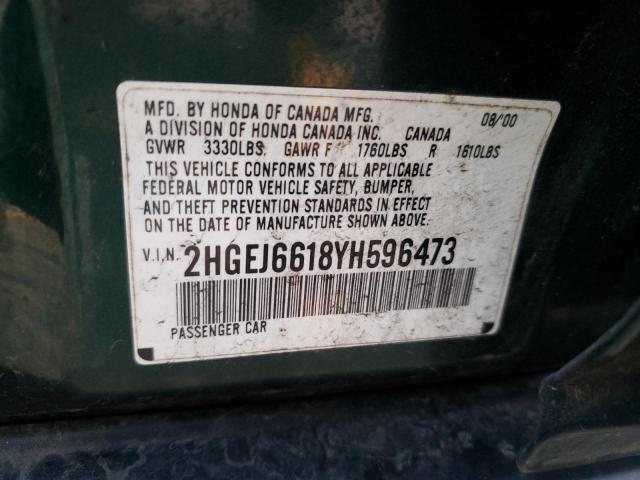 MFD. BY HONDA OF CANADA MFG. 08/'00
A DIVISION OF HONDA CANADA INC. CANADA
GVWR 3330LBS GAWR F 1760LBS R 1610LBS
THIS VEHICLE CONFORMS TO ALL APPLICABLE
FEDERAL MOTOR VEHICLE SAFETY, BUMPER,
AND THEFT PREVENTION STANDARDS IN EFFECT
ON THE DATE OF MANUFACTURE SHOWN ABOVE.
V.I.N. 2HGEJ6618YH596473
PASSENGER CAR